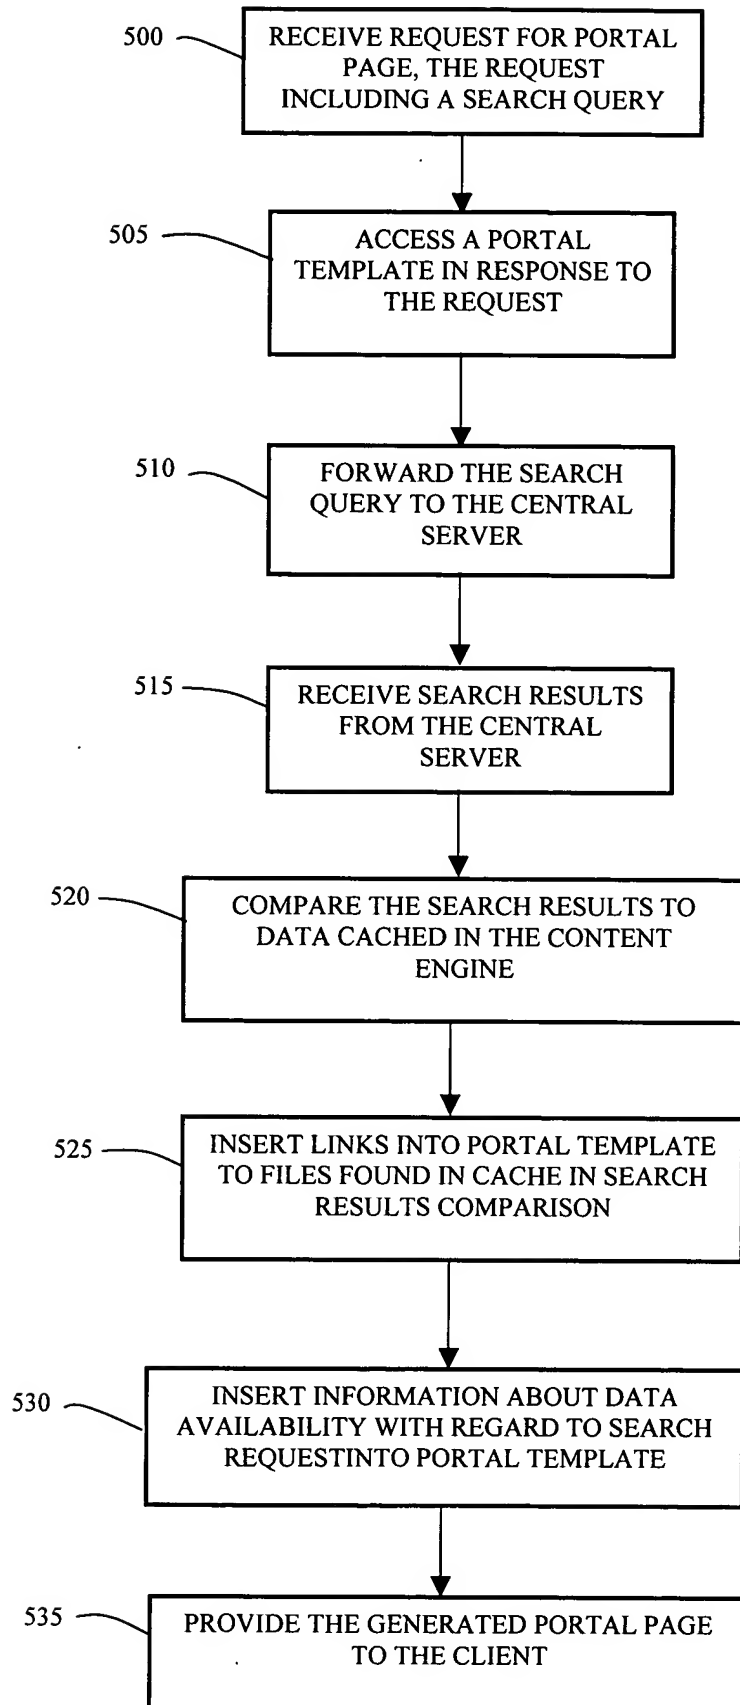 500
RECEIVE REQUEST FOR PORTAL
PAGE, THE REQUEST
INCLUDING A SEARCH QUERY
505
ACCESS A PORTAL
TEMPLATE IN RESPONSE TO
THE REQUEST
510
FORWARD THE SEARCH
QUERY TO THE CENTRAL
SERVER
515
RECEIVE SEARCH RESULTS
FROM THE CENTRAL
SERVER
520
COMPARE THE SEARCH RESULTS TO
DATA CACHED IN THE CONTENT
ENGINE
525
INSERT LINKS INTO PORTAL TEMPLATE
TO FILES FOUND IN CACHE IN SEARCH
RESULTS COMPARISON
530
INSERT INFORMATION ABOUT DATA
AVAILABILITY WITH REGARD TO SEARCH
REQUESTINTO PORTAL TEMPLATE
535
PROVIDE THE GENERATED PORTAL PAGE
TO THE CLIENT